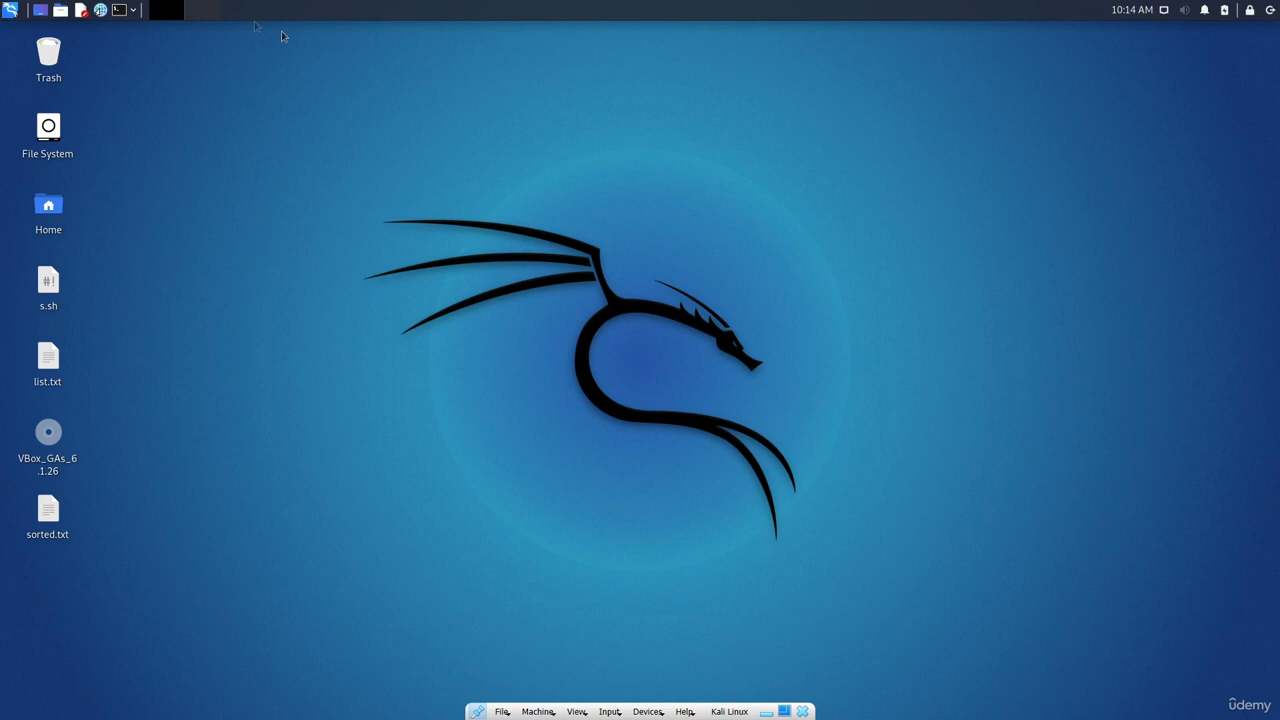 10:14 AM
Trash
File System
Home
#!
s.sh
list.txt
VBox_GAs_6
.1.26
sorted.txt
File Machine View Input Devices Help Kali Linux
ûdemy